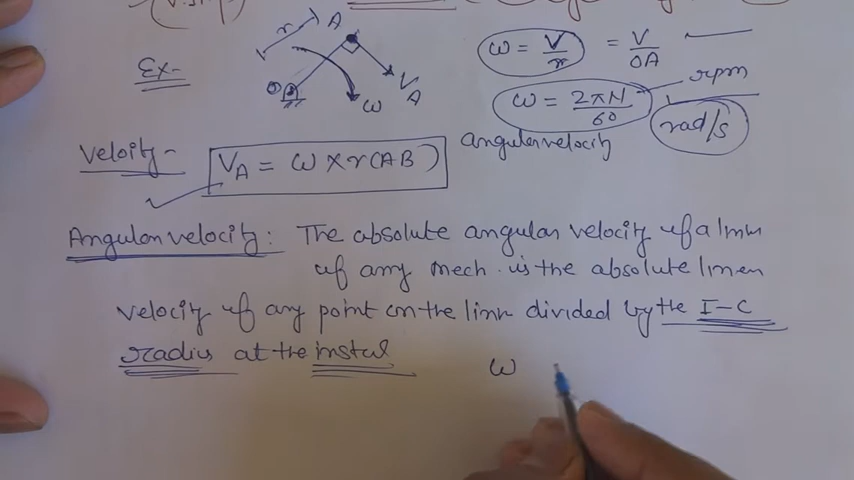 Ex-
r
A
O
ω
VA
ω = V/r = V/OA
ω = 2πN/60
rpm
rad/s
angular velocity
Veloity -
VA = ω × r(AB)
Angular velocity: The absolute angular velocity of a link
of any mech. is the absolute linear
velocity of any point on the link divided by the I-C
radius at the instal
ω